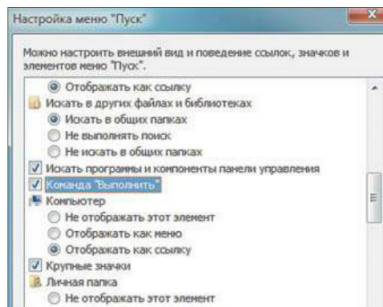 Настройка меню "Пуск"
Можно настроить внешний вид и поведение ссылок, значков и
элементов меню "Пуск".
Отображать как ссылку
Искать в других файлах и библиотеках
Искать в общих папках
Не выполнять поиск
Не искать в общих папках
Искать программы и компоненты панели управления
Команда "Выполнить"
Компьютер
Не отображать этот элемент
Отображать как меню
Отображать как ссылку
Крупные значки
Личная папка
Не отображать этот элемент